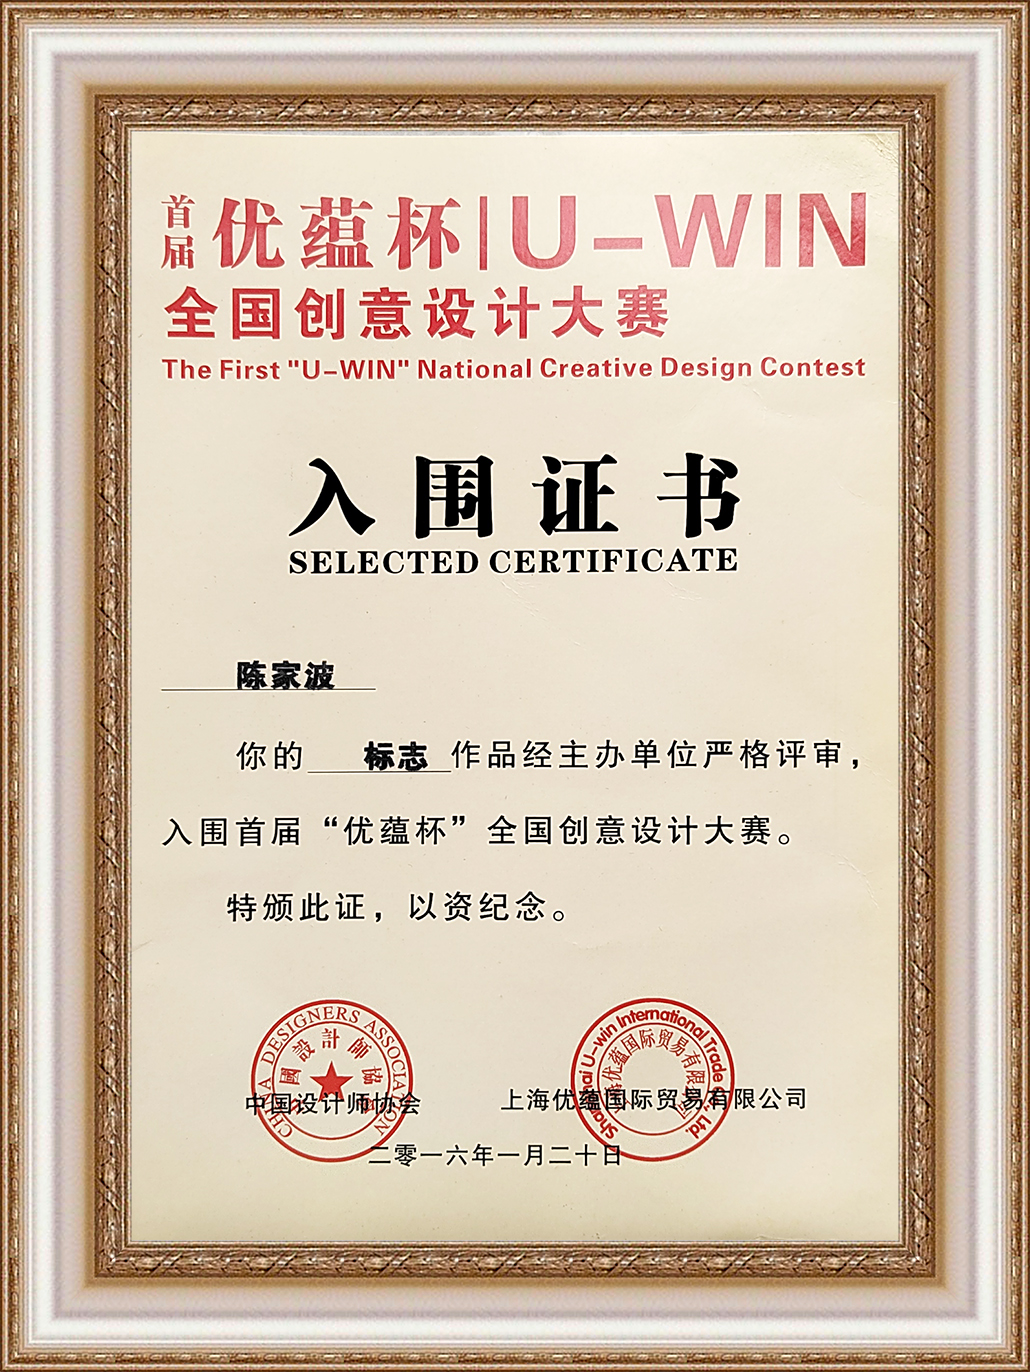 首届 优蕴杯|U-WIN
全国创意设计大赛
The First "U-WIN" National Creative Design Contest
入围证书
SELECTED CERTIFICATE
陈家波
你的 标志 作品经主办单位严格评审，
入围首届“优蕴杯”全国创意设计大赛。
特颁此证，以资纪念。
CHINA DESIGNERS ASSOCIATION
中國設計師協會
Shanghai U-win International Trade Co., Ltd.
上海优蕴国际贸易有限公司
中国设计师协会 上海优蕴国际贸易有限公司
二零一六年一月二十日